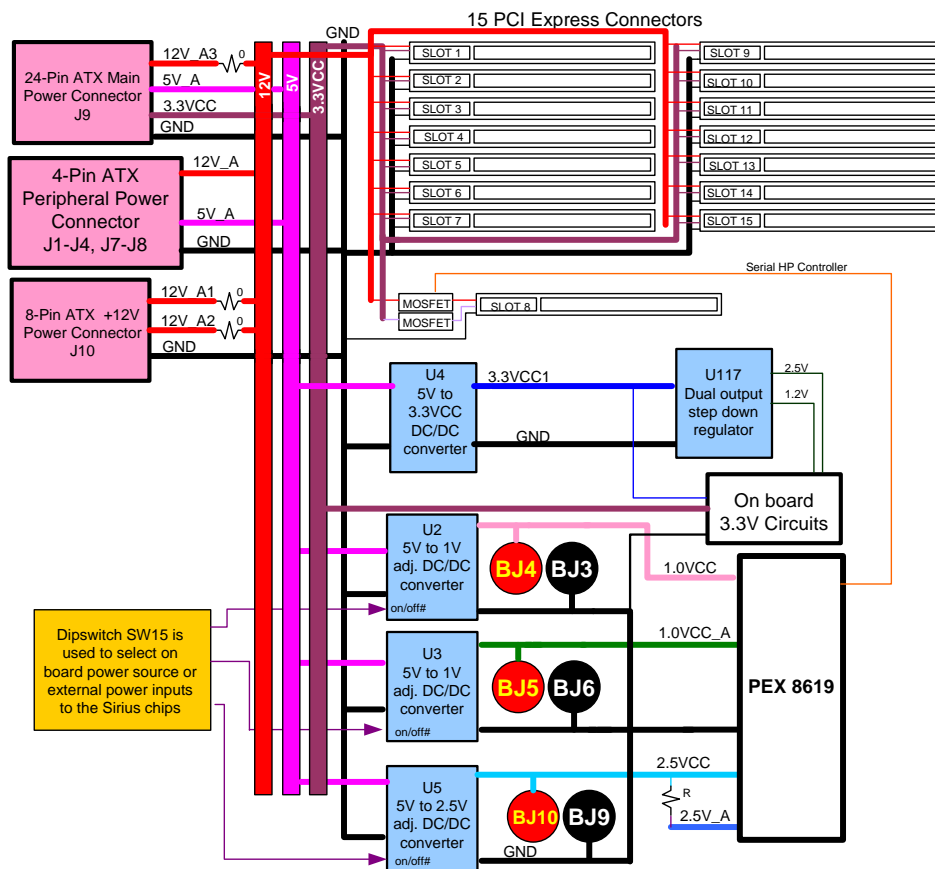 15 PCI Express Connectors
GND
24-Pin ATX Main
Power Connector
J9
12V_A3
0
5V_A
3.3VCC
GND
12V
5V
3.3VCC
SLOT 1
SLOT 2
SLOT 3
SLOT 4
SLOT 5
SLOT 6
SLOT 7
SLOT 9
SLOT 10
SLOT 11
SLOT 12
SLOT 13
SLOT 14
SLOT 15
4-Pin ATX
Peripheral Power
Connector
J1-J4, J7-J8
12V_A
5V_A
GND
8-Pin ATX +12V
Power Connector
J10
12V_A1
0
12V_A2
0
GND
Serial HP Controller
MOSFET
MOSFET
SLOT 8
U4
5V to
3.3VCC
DC/DC
converter
3.3VCC1
GND
U117
Dual output
step down
regulator
2.5V
1.2V
On board
3.3V Circuits
U2
5V to 1V
adj. DC/DC
converter
on/off#
BJ4
BJ3
1.0VCC
Dipswitch SW15 is
used to select on
board power source or
external power inputs
to the Sirius chips
U3
5V to 1V
adj. DC/DC
converter
on/off#
BJ5
BJ6
1.0VCC_A
PEX 8619
U5
5V to 2.5V
adj. DC/DC
converter
on/off#
BJ10
BJ9
GND
2.5VCC
R
2.5V_A